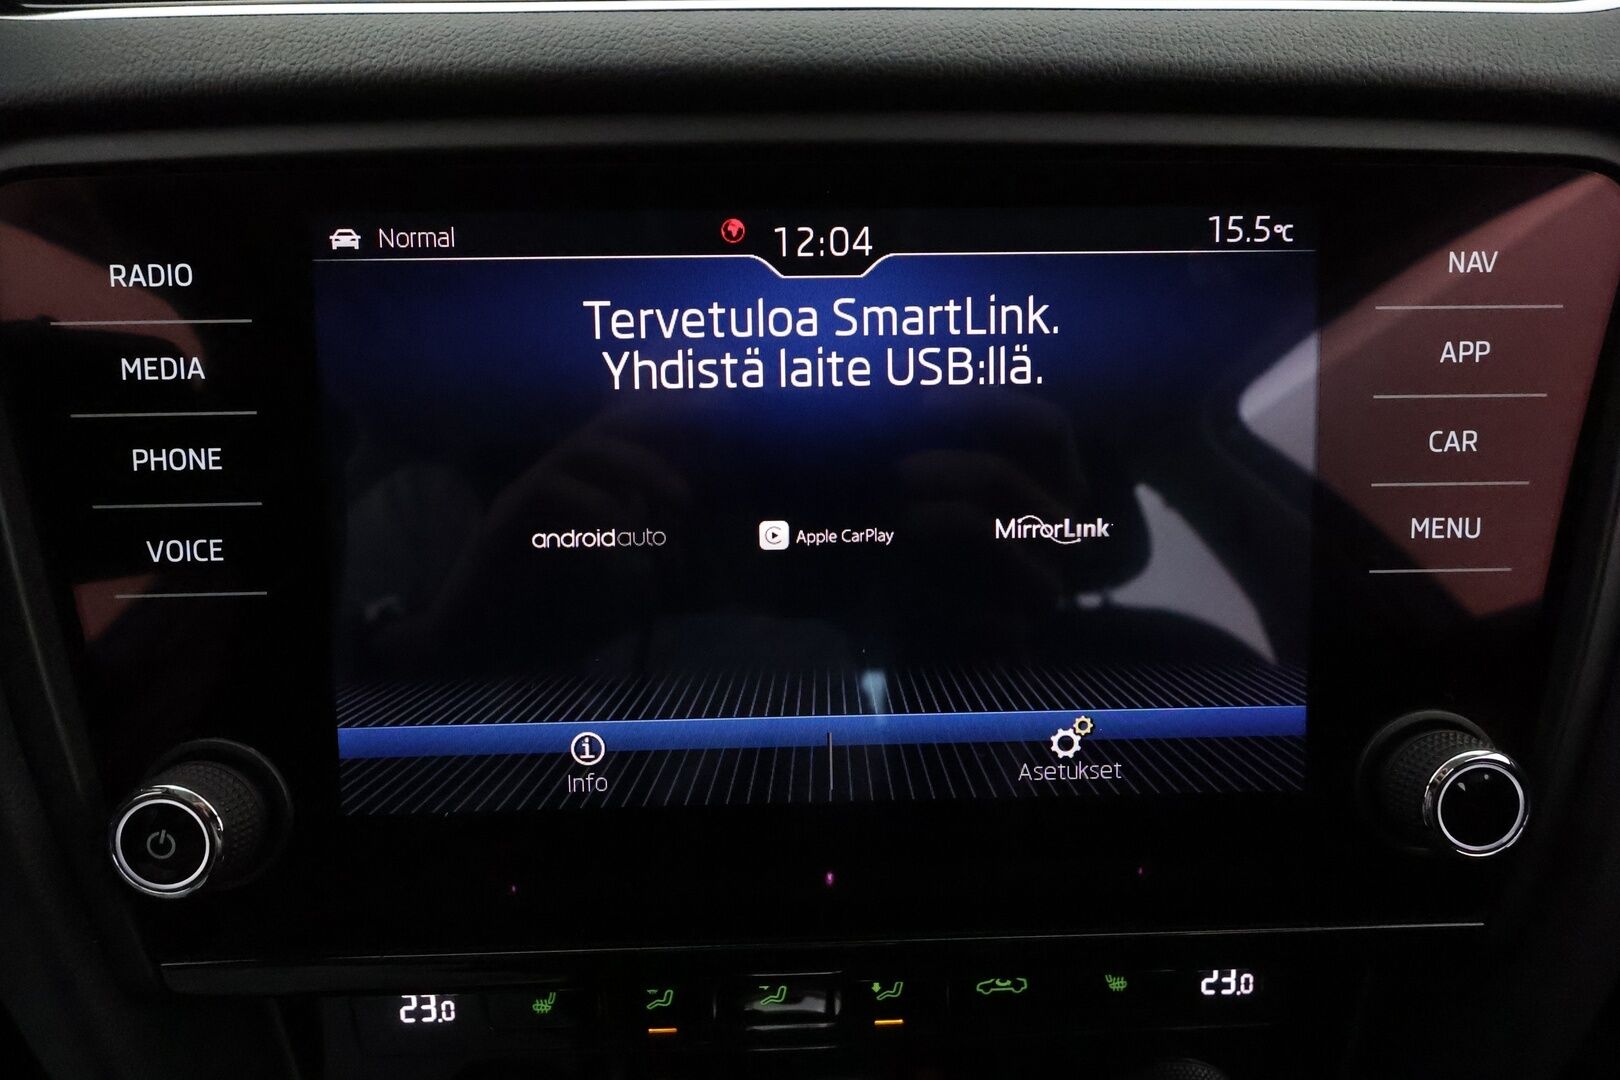 Normal
12:04
15.5°C
RADIO
MEDIA
PHONE
VOICE
NAV
APP
CAR
MENU
Tervetuloa SmartLink.
Yhdistä laite USB:llä.
androidauto
Apple CarPlay
MirrorLink
Info
Asetukset
23.0
23.0